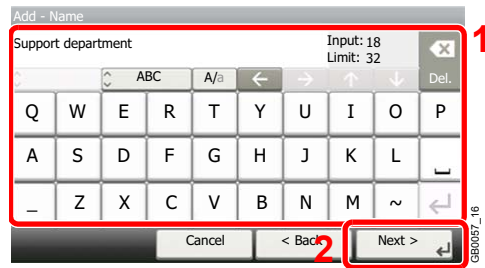 Add - Name
Support department
Input: 18
Limit: 32
1
ABC
A/a
← → ↑ ↓ Del.
Q W E R T Y U I O P
A S D F G H J K L
_ Z X C V B N M ~
Cancel
< Back
2
Next >
GB0057_16